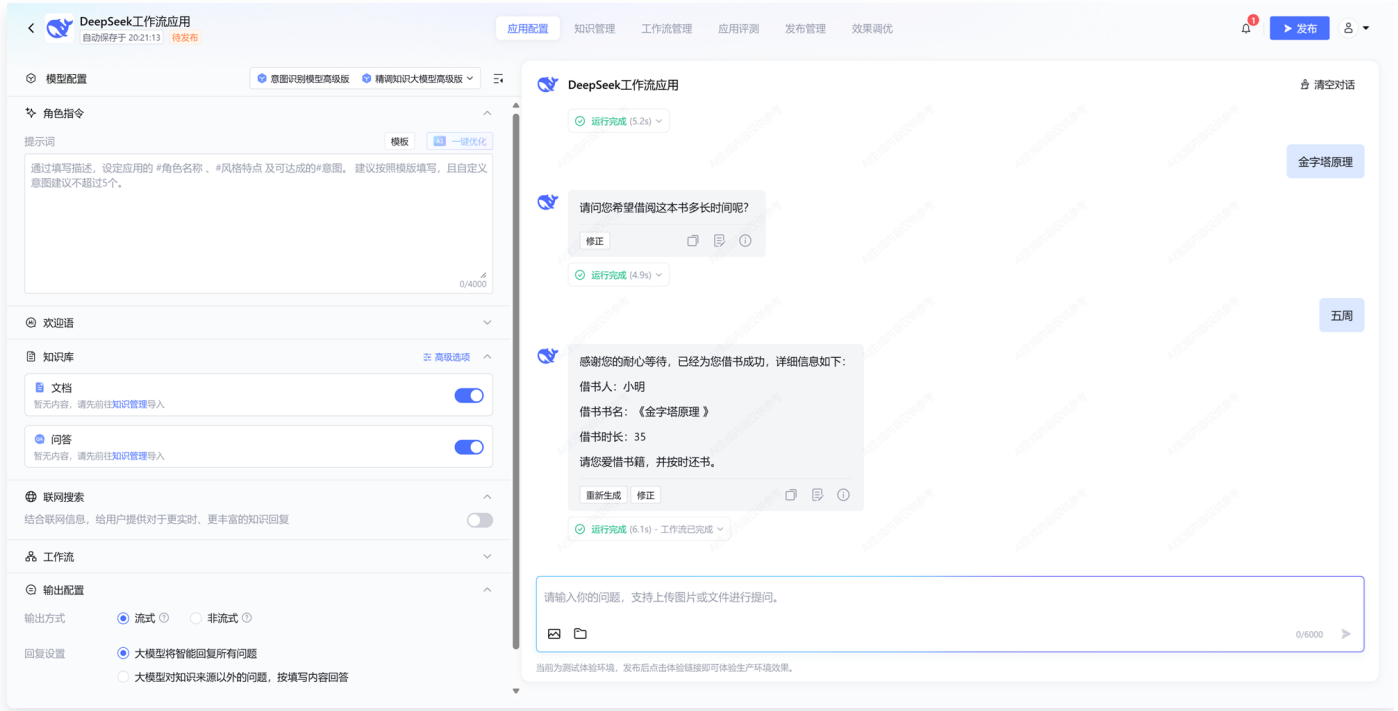 DeepSeek工作流应用
自动保存于 20:21:13 待发布
应用配置 知识管理 工作流管理 应用评测 发布管理 效果调优
1
发布
模型配置
意图识别模型高级版 精调知识大模型高级版
角色指令
提示词 模板 AI 一键优化
通过填写描述，设定应用的 #角色名称 、#风格特点 及可达成的#意图。 建议按照模版填写，且自定义
意图建议不超过5个。
0/4000
欢迎语
知识库 高级选项
文档
暂无内容，请先前往知识管理导入
问答
暂无内容，请先前往知识管理导入
联网搜索
结合联网信息，给用户提供对于更实时、更丰富的知识回复
工作流
输出配置
输出方式 流式 非流式
回复设置 大模型将智能回复所有问题
大模型对知识来源以外的问题，按填写内容回答
DeepSeek工作流应用 清空对话
运行完成 (5.2s)
金字塔原理
请问您希望借阅这本书多长时间呢?
修正
运行完成 (4.9s)
五周
感谢您的耐心等待，已经为您借书成功，详细信息如下:
借书人: 小明
借书书名: 《金字塔原理 》
借书时长: 35
请您爱惜书籍，并按时还书。
重新生成 修正
运行完成 (6.1s) - 工作流已完成
请输入你的问题，支持上传图片或文件进行提问。
0/6000
当前为测试体验环境，发布后点击体验链接即可体验生产环境效果。